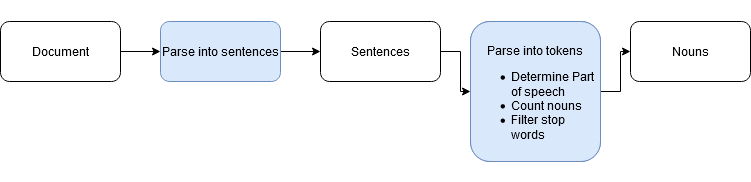 Document
Parse into sentences
Sentences
Parse into tokens
• Determine Part
of speech
• Count nouns
• Filter stop
words
Nouns